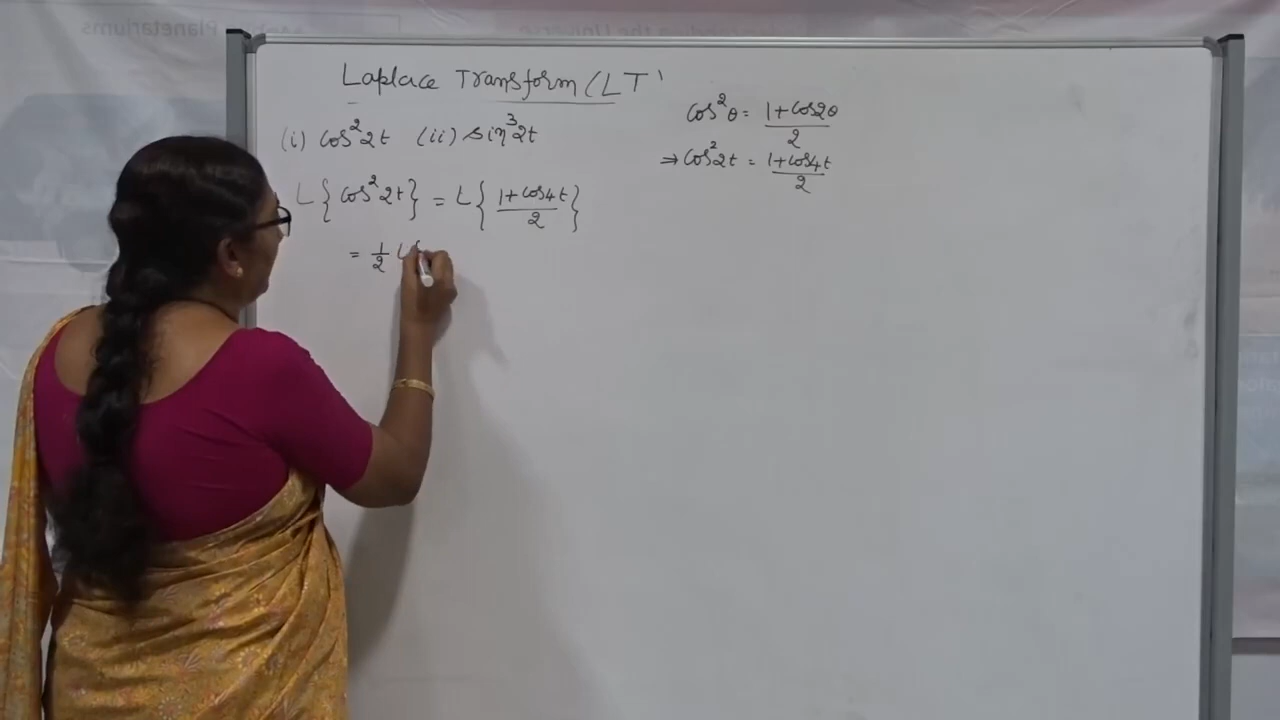 Laplace Transform (LT)
(i) cos²2t (ii) sin³2t
L{cos²2t} = L{(1+cos4t)/2}
= 1/2 L{
cos²θ = (1+cos2θ)/2
⇒ cos²2t = (1+cos4t)/2